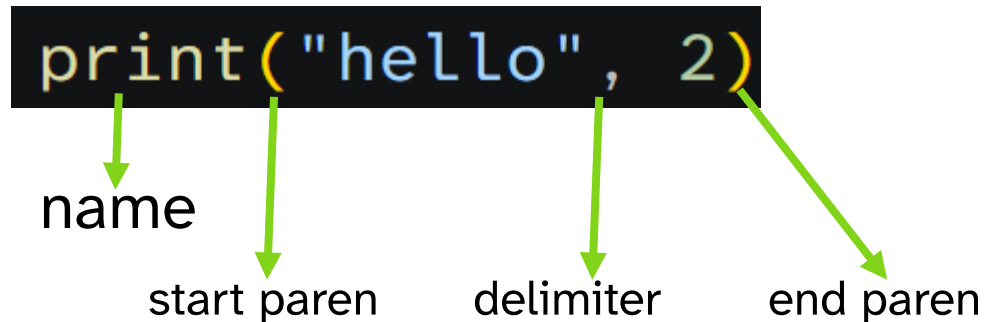 print("hello", 2)
name
start paren
delimiter
end paren